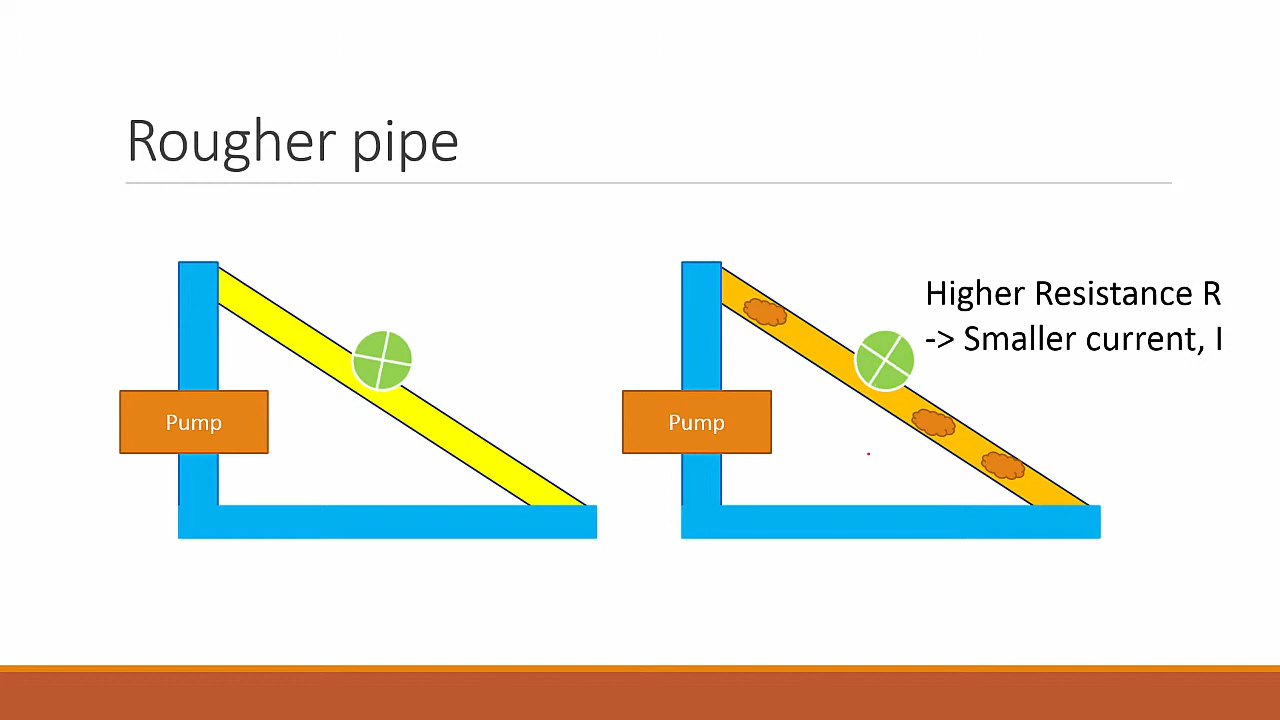 Rougher pipe
Higher Resistance R
-> Smaller current, I
Pump
Pump